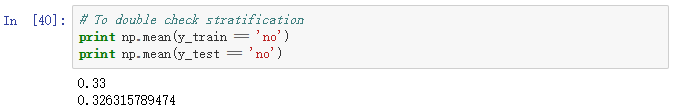 In [40]: # To double check stratification
print np.mean(y_train == 'no')
print np.mean(y_test == 'no')
0.33
0.326315789474